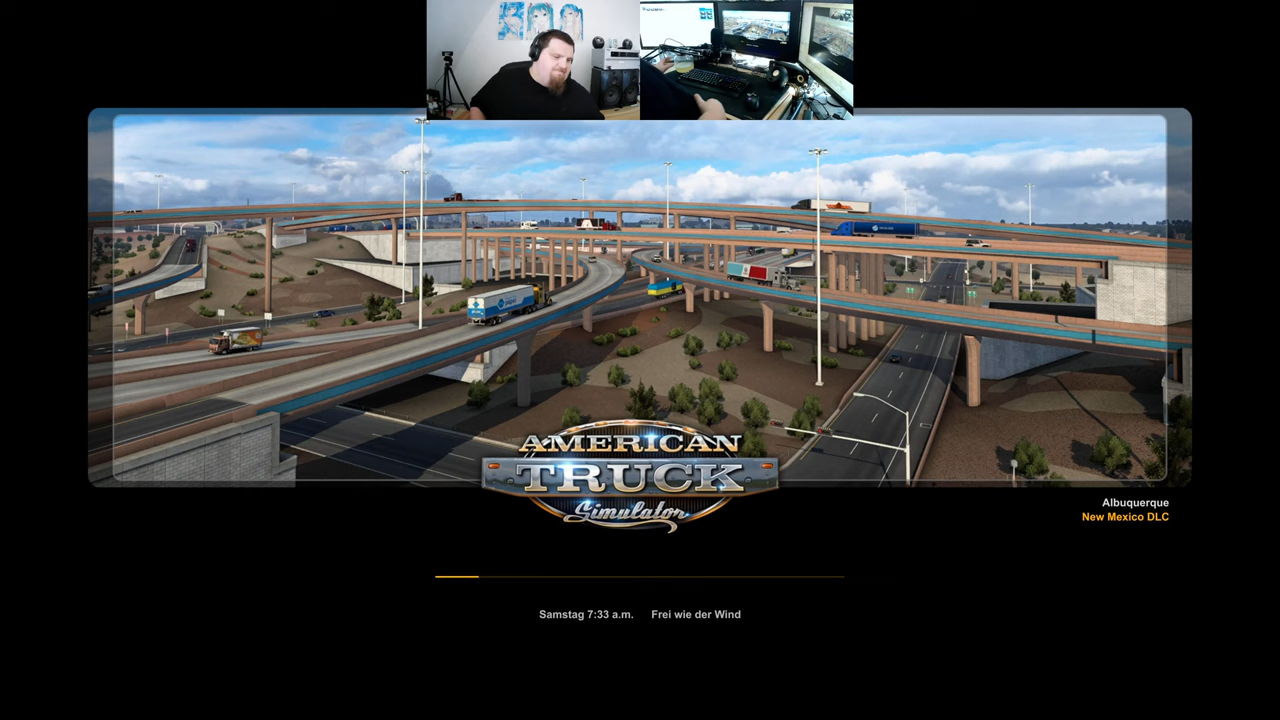 AMERICAN
TRUCK
Simulator
Albuquerque
New Mexico DLC
Samstag 7:33 a.m. Frei wie der Wind